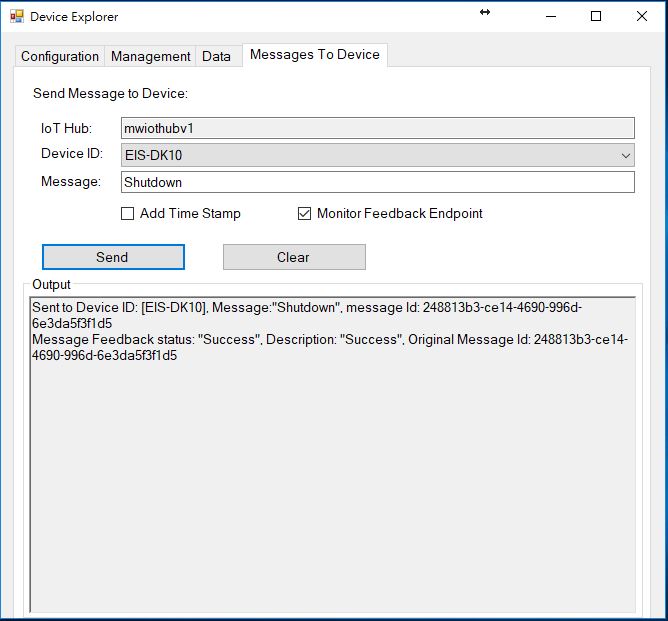 Device Explorer
Configuration Management Data Messages To Device
Send Message to Device:
IoT Hub: mwiothubv1
Device ID: EIS-DK10
Message: Shutdown
Add Time Stamp Monitor Feedback Endpoint
Send Clear
Output
Sent to Device ID: [EIS-DK10], Message:"Shutdown", message Id: 248813b3-ce14-4690-996d-
6e3da5f3f1d5
Message Feedback status: "Success", Description: "Success", Original Message Id: 248813b3-ce14-
4690-996d-6e3da5f3f1d5